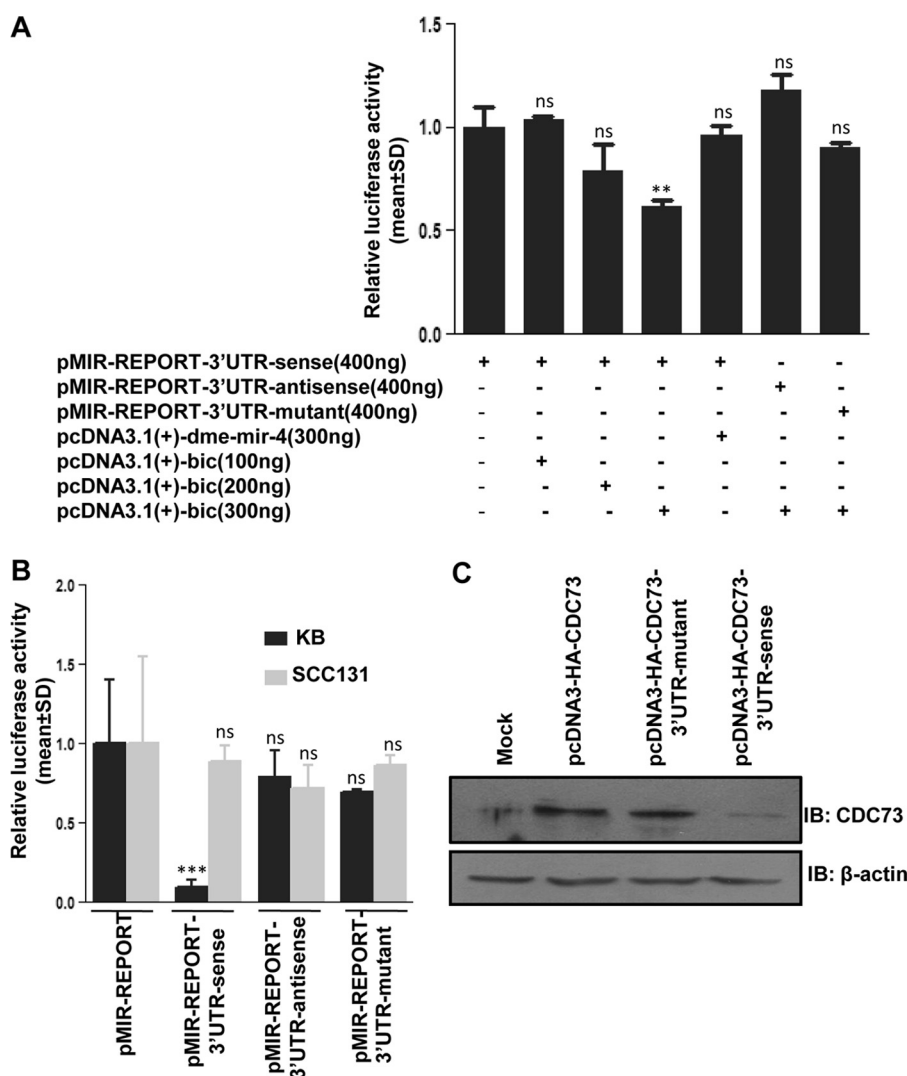 A
Relative luciferase activity
(mean±SD)
1.5
1.0
0.5
0.0
ns
ns
**
ns
ns
ns
pMIR-REPORT-3'UTR-sense(400ng) + + + + + - -
pMIR-REPORT-3'UTR-antisense(400ng) - - - - - + -
pMIR-REPORT-3'UTR-mutant(400ng) - - - - - - +
pcDNA3.1(+)-dme-mir-4(300ng) - - - - + - -
pcDNA3.1(+)-bic(100ng) - + - - - - -
pcDNA3.1(+)-bic(200ng) - - + - - - -
pcDNA3.1(+)-bic(300ng) - - - + - + +
B
Relative luciferase activity
(mean±SD)
2.0
1.5
1.0
0.5
0.0
KB
SCC131
***
ns
ns
ns
ns
ns
pMIR-REPORT
pMIR-REPORT-
3'UTR-sense
pMIR-REPORT-
3'UTR-antisense
pMIR-REPORT-
3'UTR-mutant
C
Mock
pcDNA3-HA-CDC73
pcDNA3-HA-CDC73-
3'UTR-mutant
pcDNA3-HA-CDC73-
3'UTR-sense
IB: CDC73
IB: β-actin